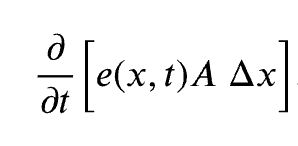 ∂/∂t [e(x, t)A Δx]